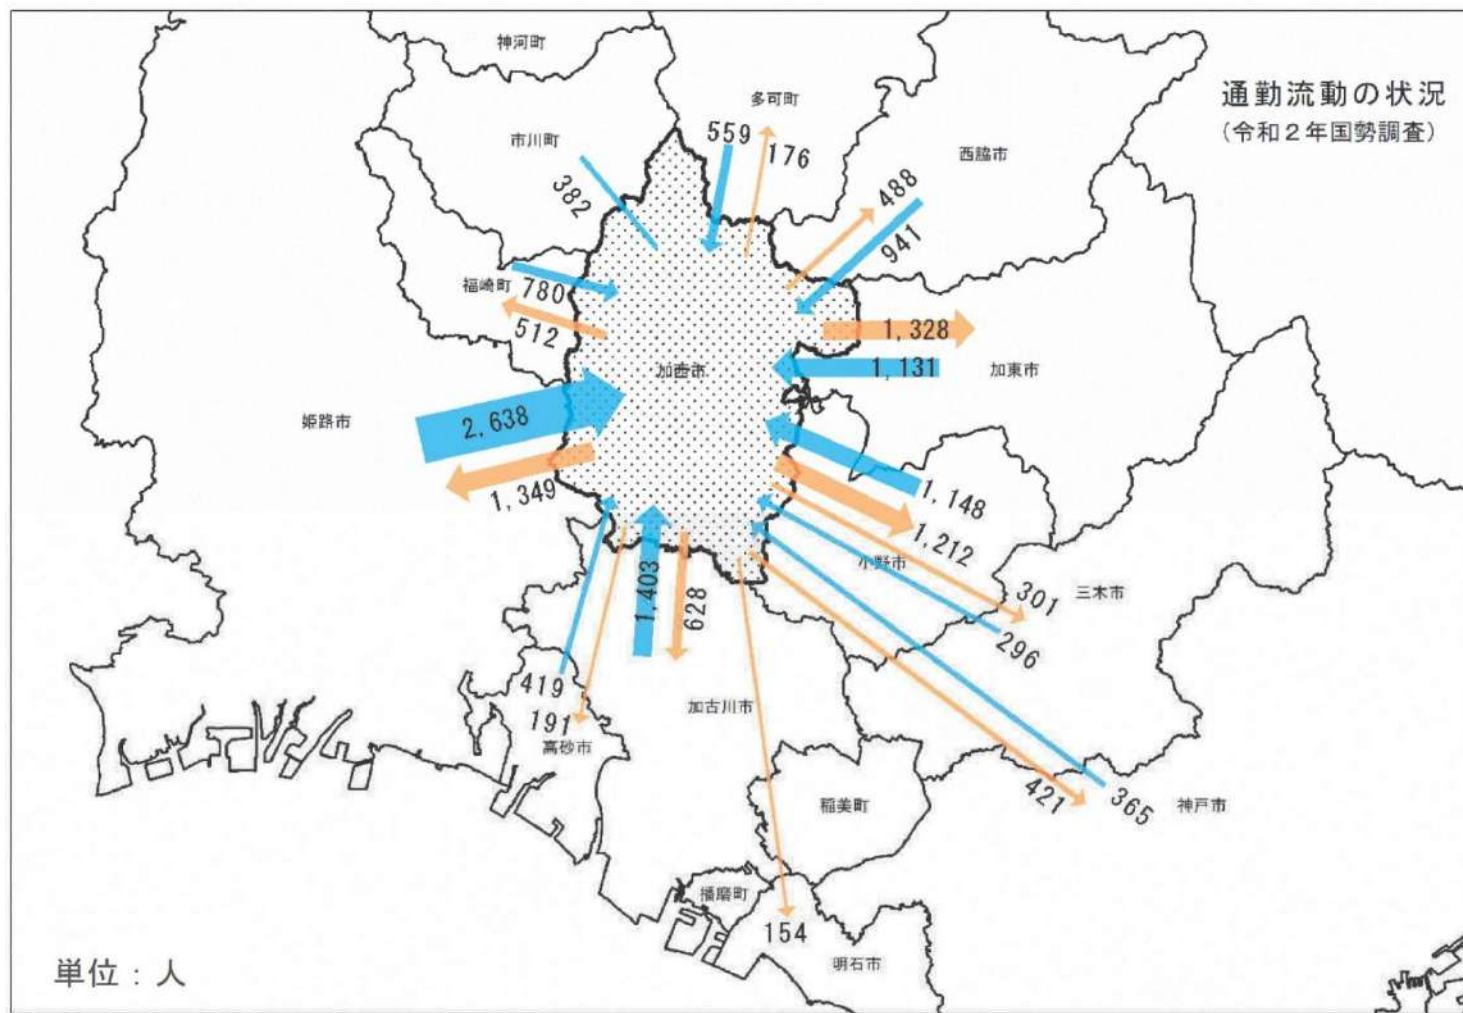 通勤流動の状況
(令和2年国勢調査)
神河町
多可町
市川町
559
176
西脇市
382
488
941
福崎町
780
512
1,328
1,131
加西市
加東市
姫路市
2,638
1,349
1,148
1,212
小野市
1,403
628
301
三木市
296
419
191
高砂市
加古川市
421
365
神戸市
稲美町
播磨町
154
明石市
単位：人